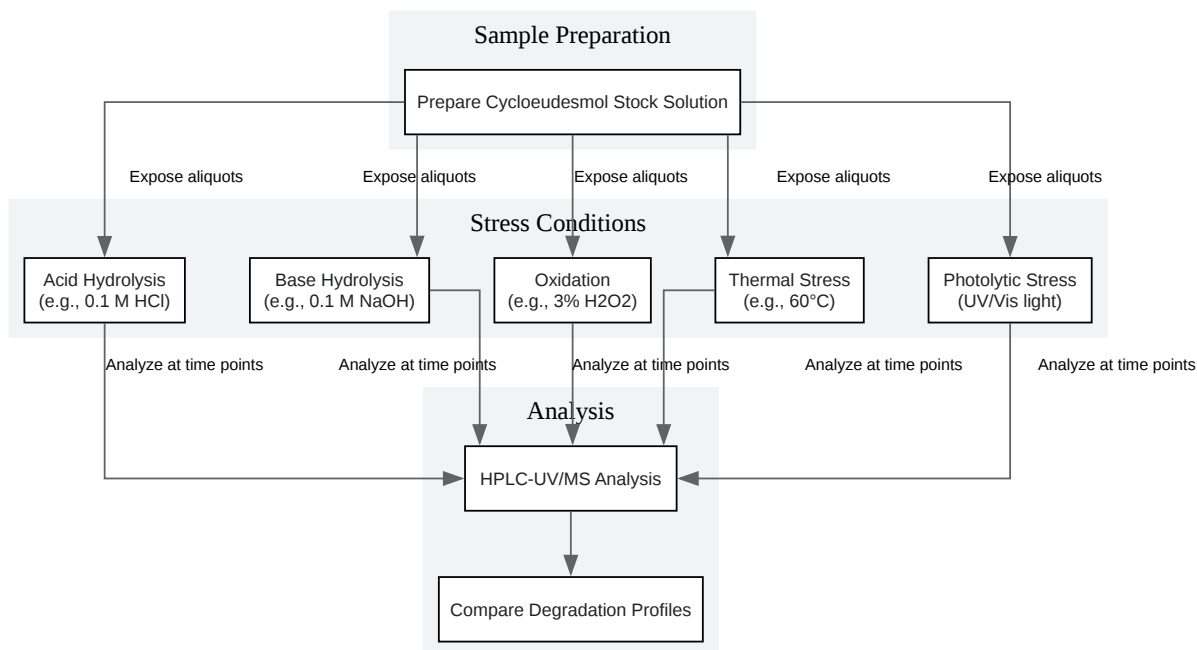 Sample Preparation
Prepare Cycloeudesmol Stock Solution
Expose aliquots
Expose aliquots
Expose aliquots
Expose aliquots
Expose aliquots
Stress Conditions
Acid Hydrolysis
(e.g., 0.1 M HCl)
Base Hydrolysis
(e.g., 0.1 M NaOH)
Oxidation
(e.g., 3% H2O2)
Thermal Stress
(e.g., 60°C)
Photolytic Stress
(UV/Vis light)
Analyze at time points
Analyze at time points
Analyze at time points
Analyze at time points
Analyze at time points
Analysis
HPLC-UV/MS Analysis
Compare Degradation Profiles